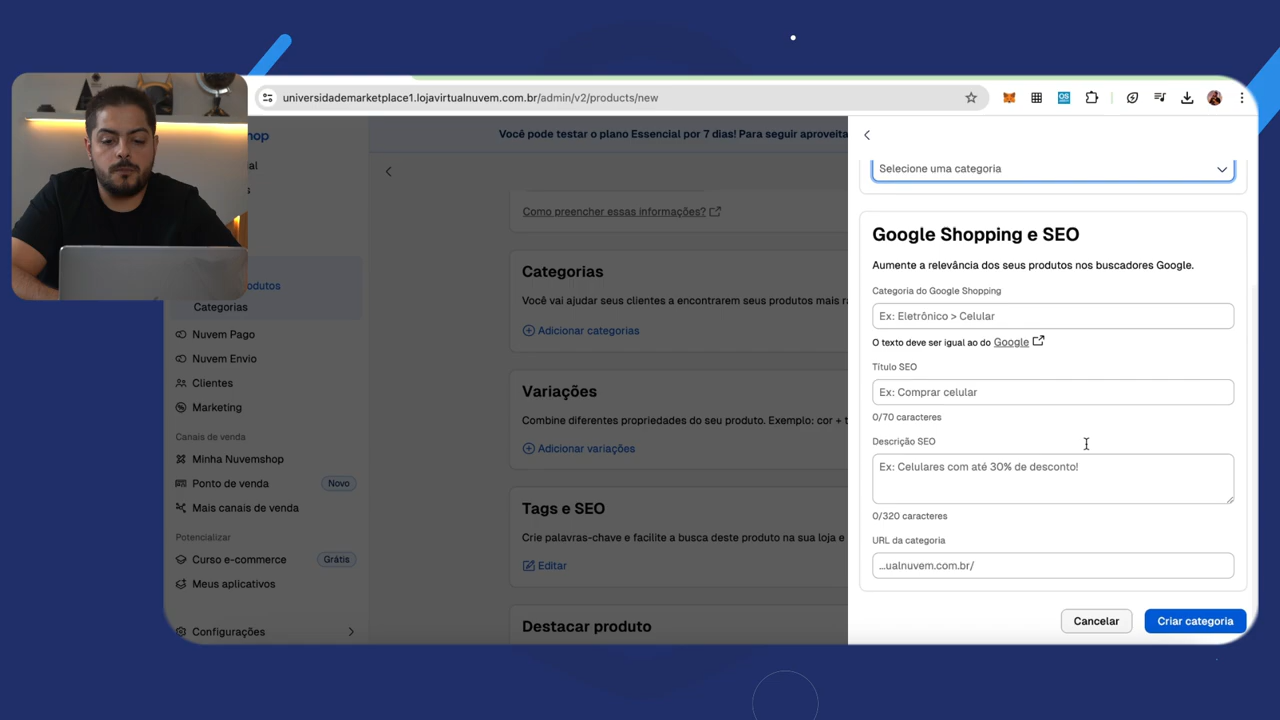 universidademarketplace1.lojavirtualnuvem.com.br/admin/v2/products/new
hop
Você pode testar o plano Essencial por 7 dias! Para seguir aproveita
al
s
odutos
Categorias
Nuvem Pago
Nuvem Envio
Clientes
Marketing
Canais de venda
Minha Nuvemshop
Ponto de venda
Novo
Mais canais de venda
Potencializar
Curso e-commerce
Grátis
Meus aplicativos
Configurações
Como preencher essas informações?
Categorias
Você vai ajudar seus clientes a encontrarem seus produtos mais ra
Adicionar categorias
Variações
Combine diferentes propriedades do seu produto. Exemplo: cor + t
Adicionar variações
Tags e SEO
Crie palavras-chave e facilite a busca deste produto na sua loja e
Editar
Destacar produto
Selecione uma categoria
Google Shopping e SEO
Aumente a relevância dos seus produtos nos buscadores Google.
Categoria do Google Shopping
Ex: Eletrônico > Celular
O texto deve ser igual ao do Google
Título SEO
Ex: Comprar celular
0/70 caracteres
Descrição SEO
Ex: Celulares com até 30% de desconto!
0/320 caracteres
URL da categoria
...ualnuvem.com.br/
Cancelar
Criar categoria